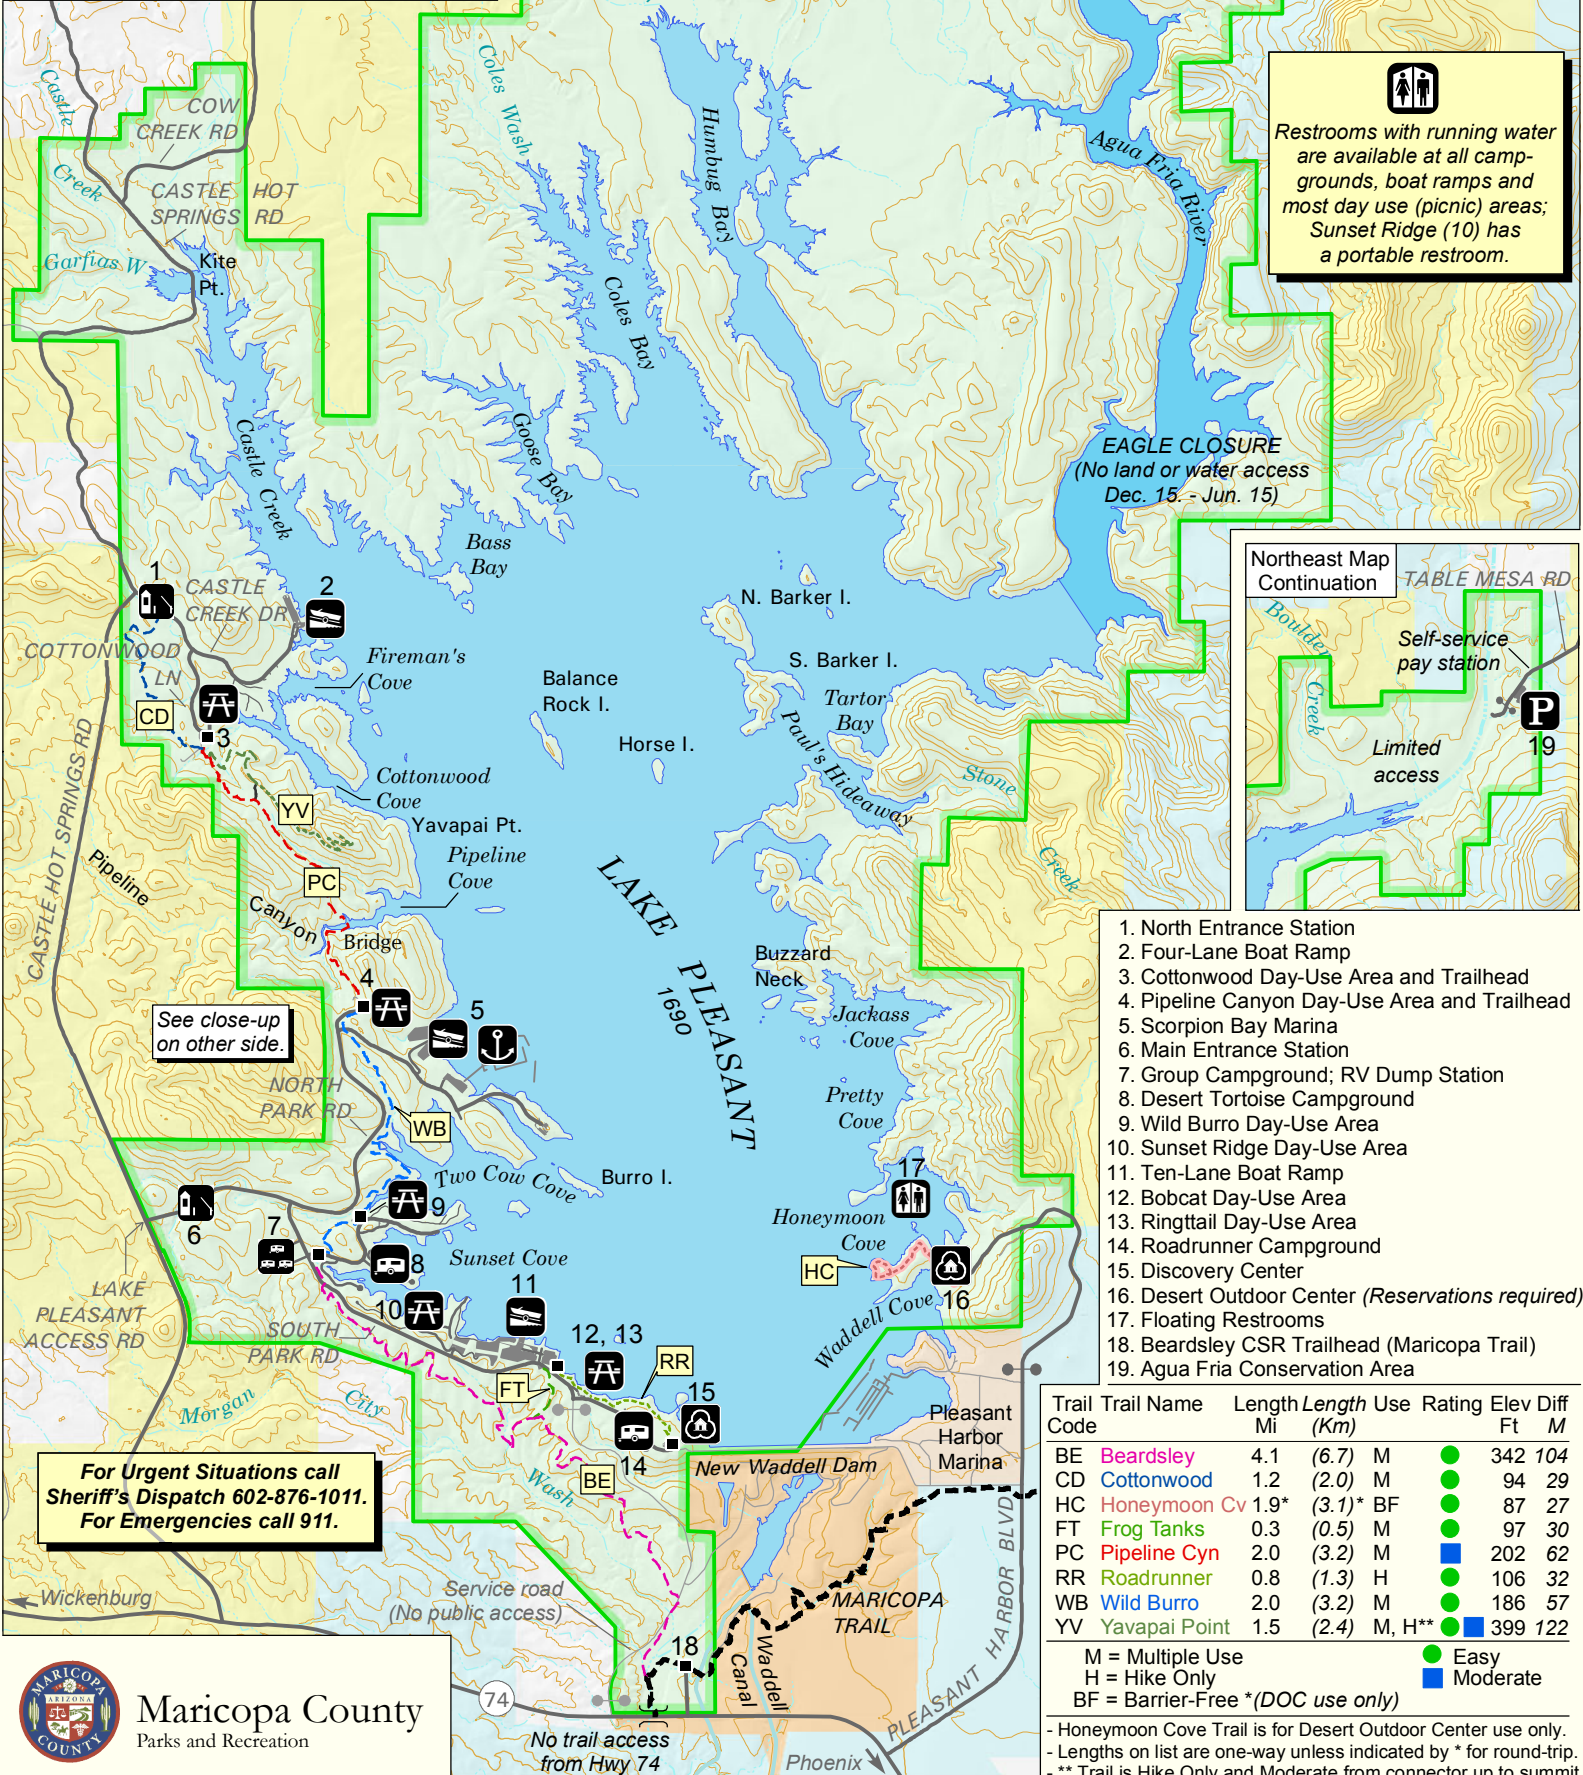 Castle
Creek
COW
CREEK RD
CASTLE HOT
SPRINGS RD
Garfias W
Kite
Pt.
Coles Wash
Humbug Bay
Coles Bay
Agua Fria River
Restrooms with running water
are available at all camp-
grounds, boat ramps and
most day use (picnic) areas;
Sunset Ridge (10) has
a portable restroom.
Castle Creek
Goose Bay
EAGLE CLOSURE
(No land or water access
Dec. 15. - Jun. 15)
Bass
Bay
Northeast Map
Continuation
TABLE MESA RD
Boulder
Creek
Self-service
pay station
P
19
Limited
access
1
CASTLE
CREEK DR
2
COTTONWOOD
LN
Fireman's
Cove
N. Barker I.
S. Barker I.
Balance
Rock I.
Tartor
Bay
CD
3
Horse I.
Paul's Hideaway
Stone
Creek
Cottonwood
Cove
YV
Yavapai Pt.
Pipeline
Cove
CASTLE HOT SPRINGS RD
Pipeline
Canyon
PC
LAKE PLEASANT
1690
Bridge
Buzzard
Neck
4
5
Jackass
Cove
See close-up
on other side.
NORTH
PARK RD
Pretty
Cove
WB
Two Cow Cove
Burro I.
17
6
7
9
Honeymoon
Cove
HC
8
Sunset Cove
16
LAKE
PLEASANT
ACCESS RD
10
11
Waddell Cove
SOUTH
PARK RD
12, 13
RR
FT
15
Morgan
City
Wash
14
BE
Pleasant
Harbor
Marina
New Waddell Dam
For Urgent Situations call
Sheriff's Dispatch 602-876-1011.
For Emergencies call 911.
Wickenburg
Service road
(No public access)
MARICOPA
TRAIL
PLEASANT HARBOR BLVD
18
Waddell
Canal
74
No trail access
from Hwy 74
Phoenix
MARICOPA
ARIZONA
COUNTY
Maricopa County
Parks and Recreation
1. North Entrance Station
2. Four-Lane Boat Ramp
3. Cottonwood Day-Use Area and Trailhead
4. Pipeline Canyon Day-Use Area and Trailhead
5. Scorpion Bay Marina
6. Main Entrance Station
7. Group Campground; RV Dump Station
8. Desert Tortoise Campground
9. Wild Burro Day-Use Area
10. Sunset Ridge Day-Use Area
11. Ten-Lane Boat Ramp
12. Bobcat Day-Use Area
13. Ringttail Day-Use Area
14. Roadrunner Campground
15. Discovery Center
16. Desert Outdoor Center (Reservations required)
17. Floating Restrooms
18. Beardsley CSR Trailhead (Maricopa Trail)
19. Agua Fria Conservation Area
Trail Trail Name Length Length Use Rating Elev Diff
Code Mi (Km) Ft M
BE Beardsley 4.1 (6.7) M 342 104
CD Cottonwood 1.2 (2.0) M 94 29
HC Honeymoon Cv 1.9* (3.1)* BF 87 27
FT Frog Tanks 0.3 (0.5) M 97 30
PC Pipeline Cyn 2.0 (3.2) M 202 62
RR Roadrunner 0.8 (1.3) H 106 32
WB Wild Burro 2.0 (3.2) M 186 57
YV Yavapai Point 1.5 (2.4) M, H** 399 122
M = Multiple Use Easy
H = Hike Only Moderate
BF = Barrier-Free *(DOC use only)
- Honeymoon Cove Trail is for Desert Outdoor Center use only.
- Lengths on list are one-way unless indicated by * for round-trip.
- ** Trail is Hike Only and Moderate from connector up to summit